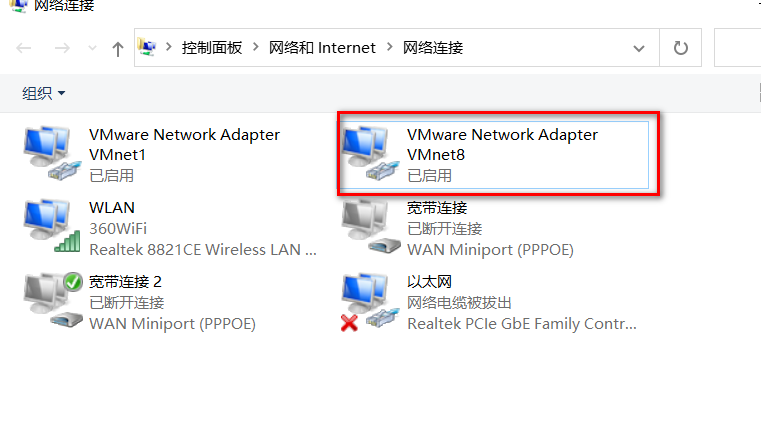 网络连接
控制面板 网络和 Internet 网络连接
组织
VMware Network Adapter
VMnet1
已启用
VMware Network Adapter
VMnet8
已启用
WLAN
360WiFi
Realtek 8821CE Wireless LAN ...
宽带连接
已断开连接
WAN Miniport (PPPOE)
宽带连接 2
已断开连接
WAN Miniport (PPPOE)
以太网
网络电缆被拔出
Realtek PCIe GbE Family Contr...